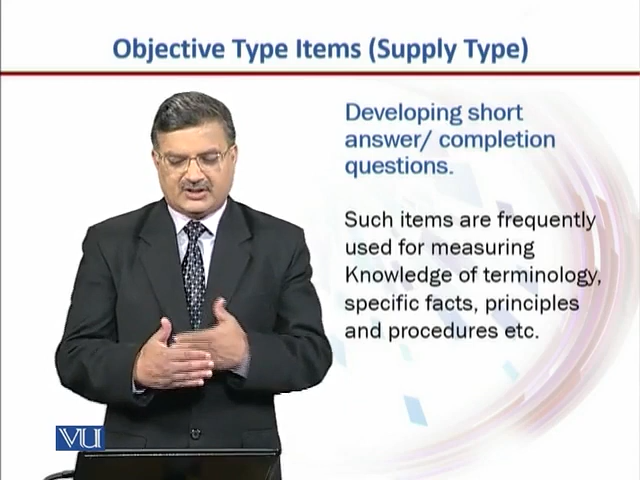 Objective Type Items (Supply Type)
Developing short
answer/ completion
questions.
Such items are frequently
used for measuring
Knowledge of terminology,
specific facts, principles
and procedures etc.
VU